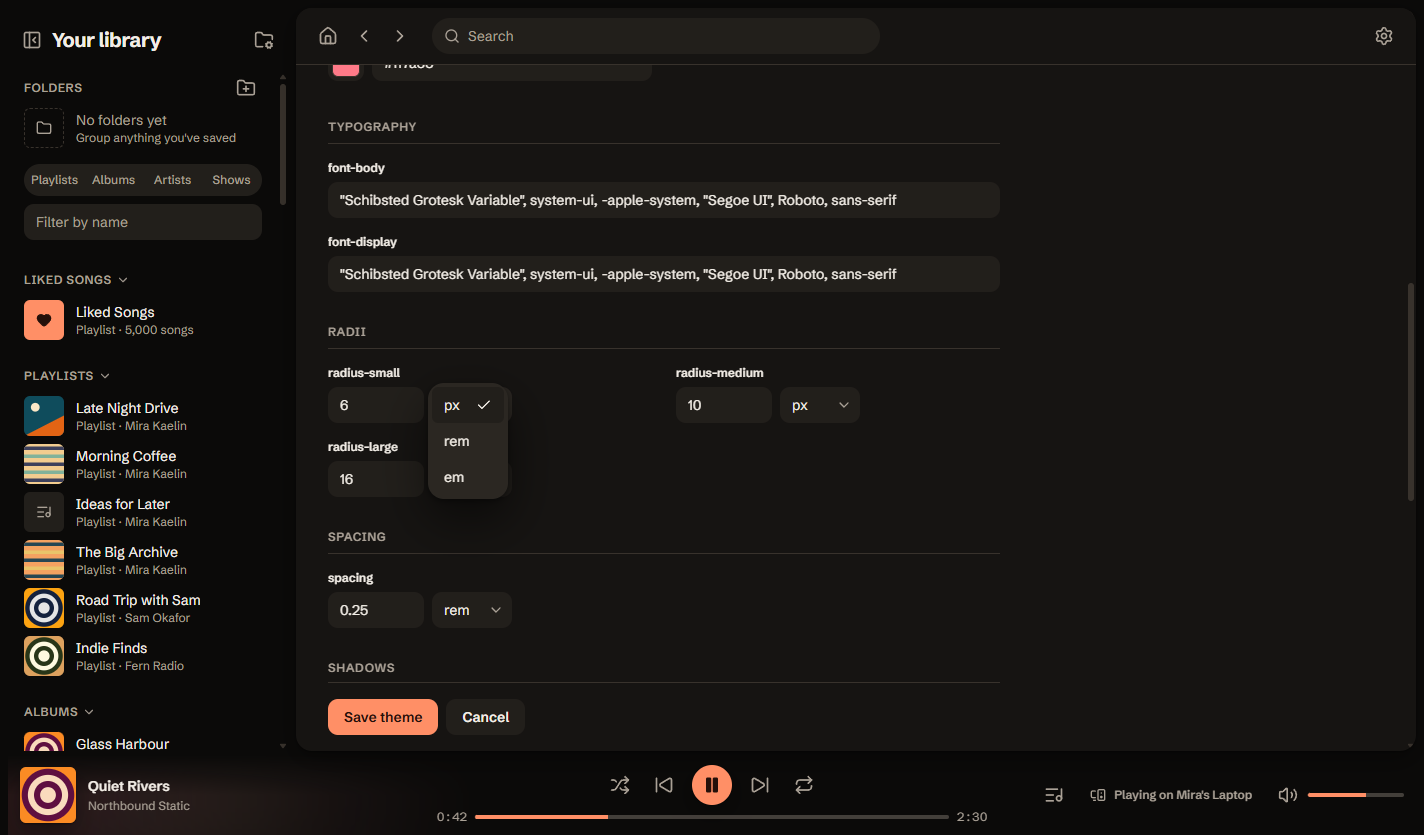 Your library
FOLDERS
No folders yet
Group anything you've saved
Playlists Albums Artists Shows
Filter by name
LIKED SONGS
Liked Songs
Playlist · 5,000 songs
PLAYLISTS
Late Night Drive
Playlist · Mira Kaelin
Morning Coffee
Playlist · Mira Kaelin
Ideas for Later
Playlist · Mira Kaelin
The Big Archive
Playlist · Mira Kaelin
Road Trip with Sam
Playlist · Sam Okafor
Indie Finds
Playlist · Fern Radio
ALBUMS
Glass Harbour
Search
TYPOGRAPHY
font-body
"Schibsted Grotesk Variable", system-ui, -apple-system, "Segoe UI", Roboto, sans-serif
font-display
"Schibsted Grotesk Variable", system-ui, -apple-system, "Segoe UI", Roboto, sans-serif
RADII
radius-small
6
px
rem
em
radius-medium
10 px
radius-large
16
SPACING
spacing
0.25 rem
SHADOWS
Save theme Cancel
Quiet Rivers
Northbound Static
0:42
2:30
Playing on Mira's Laptop